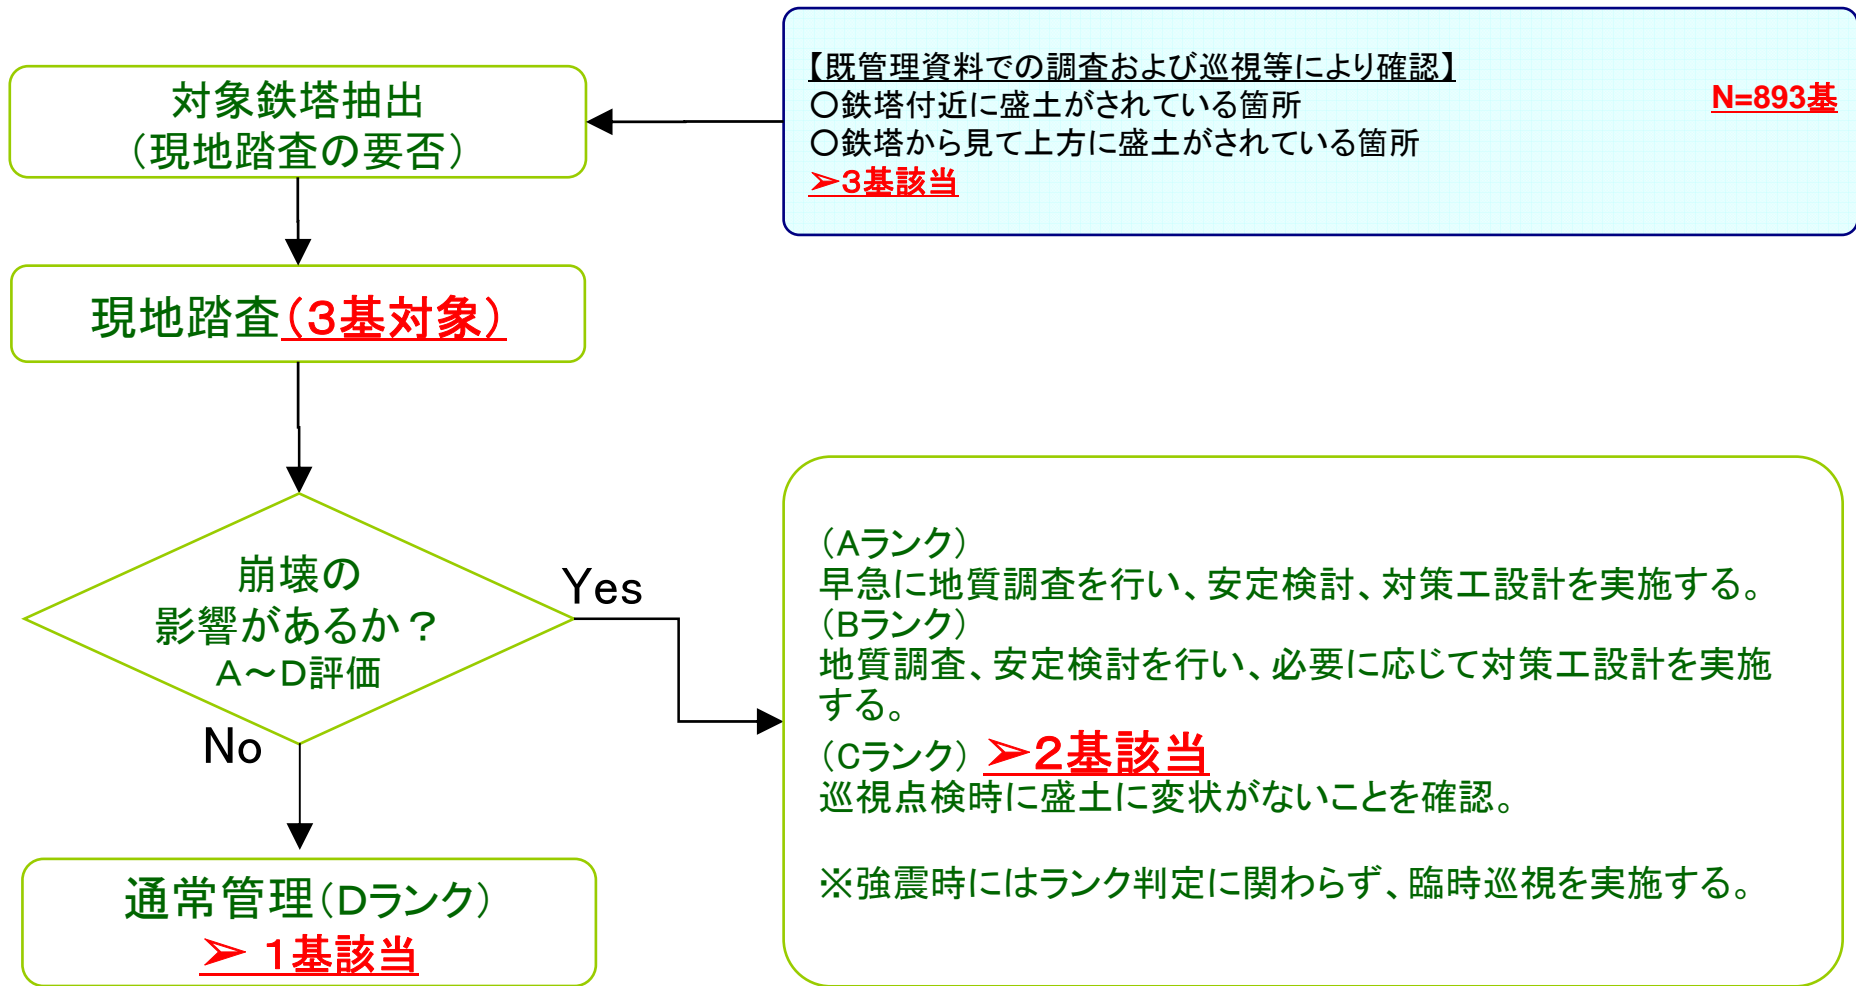 対象鉄塔抽出
（現地踏査の要否）
【既管理資料での調査および巡視等により確認】
○鉄塔付近に盛土がされている箇所
N=893基
○鉄塔から見て上方に盛土がされている箇所
➢3基該当
現地踏査（3基対象）
崩壊の
影響があるか？
A～D評価
Yes
No
通常管理（Dランク）
➢ 1基該当
（Aランク）
早急に地質調査を行い、安定検討、対策工設計を実施する。
（Bランク）
地質調査、安定検討を行い、必要に応じて対策工設計を実施
する。
（Cランク） ➢2基該当
巡視点検時に盛土に変状がないことを確認。
※強震時にはランク判定に関わらず、臨時巡視を実施する。